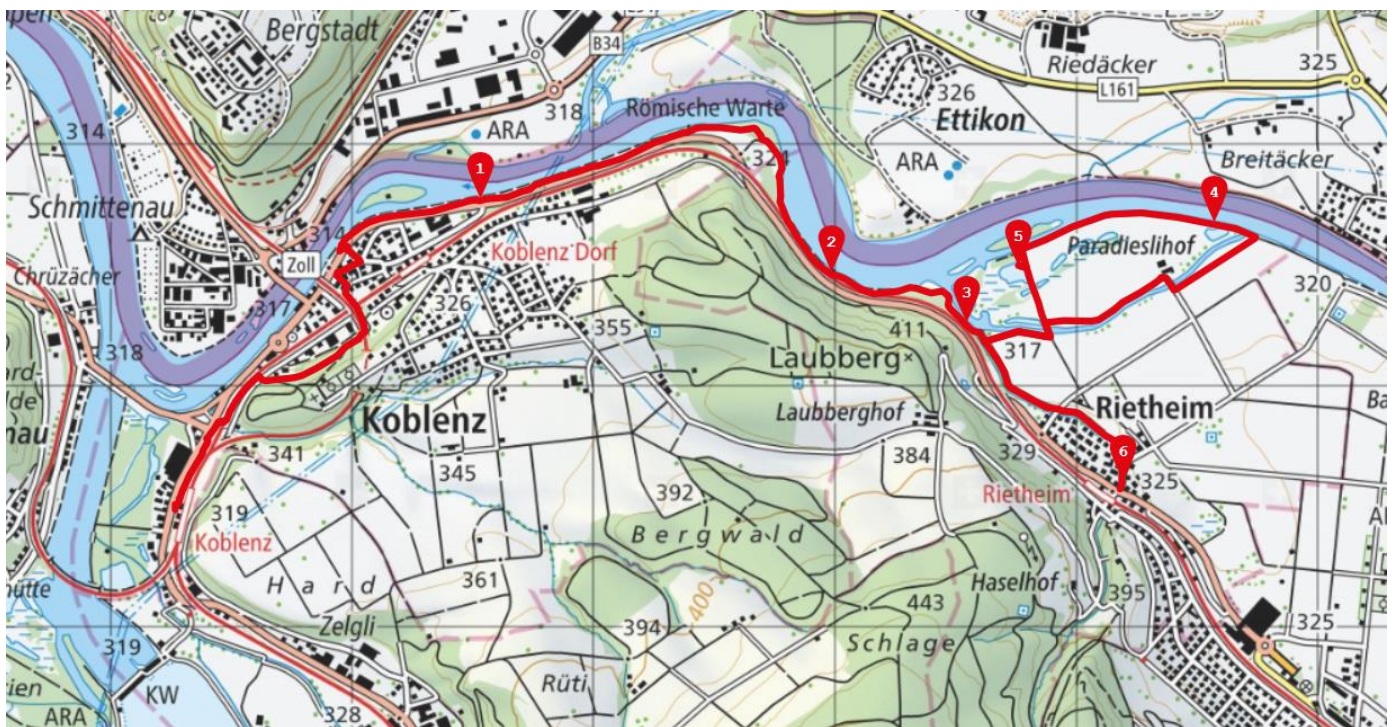 Bergstadt
B34
Riedäcker
325
L161
314
ARA
318
Römische Warte
326
Ettikon
Breitäcker
1
324
ARA
Schmittenau
314
4
Zoll
Koblenz Dorf
2
5
Paradieslihof
Chrüzächer
317
326
320
3
318
355
411
317
Laubberg
Koblenz
Laubberghof
Rietheim
341
345
384
329
6
325
392
Rietheim
319
Koblenz
Bergwald
361
Hard
400
Haselhof
443
395
Zelgli
394
Schlage
325
319
KW
Rüti
ARA
328